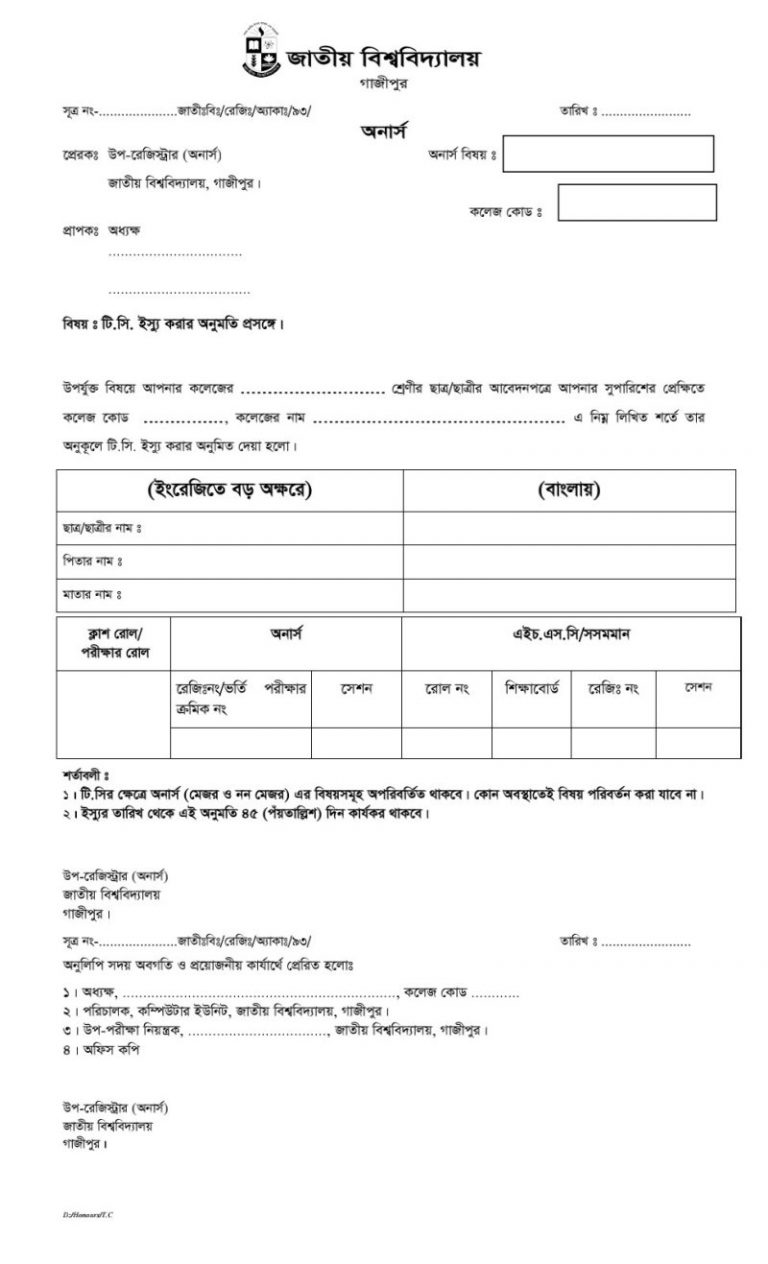 জাতীয় বিশ্ববিদ্যালয়
গাজীপুর
সূত্র নং-.....................জাতীঃবিঃ/রেজিঃ/অ্যাকাঃ/৯৩/ তারিখ ঃ ........................
অনার্স
প্রেরকঃ উপ-রেজিস্ট্রার (অনার্স) অনার্স বিষয় ঃ
জাতীয় বিশ্ববিদ্যালয়, গাজীপুর।
কলেজ কোড ঃ
প্রাপকঃ অধ্যক্ষ
.................................
...................................
বিষয় ঃ টি.সি. ইস্যু করার অনুমতি প্রসঙ্গে।
উপর্যুক্ত বিষয়ে আপনার কলেজের ........................... শ্রেণীর ছাত্র/ছাত্রীর আবেদনপত্রে আপনার সুপারিশের প্রেক্ষিতে
কলেজ কোড ..............., কলেজের নাম ............................................... এ নিম্ন লিখিত শর্তে তার
অনুকূলে টি.সি. ইস্যু করার অনুমিত দেয়া হলো।
(ইংরেজিতে বড় অক্ষরে) (বাংলায়)
ছাত্র/ছাত্রীর নাম ঃ
পিতার নাম ঃ
মাতার নাম ঃ
ক্লাশ রোল/ অনার্স এইচ.এস.সি/সসমমান
পরীক্ষার রোল
রেজিঃনং/ভর্তি পরীক্ষার সেশন রোল নং শিক্ষাবোর্ড রেজিঃ নং সেশন
ক্রমিক নং
শর্তাবলী ঃ
১। টি.সির ক্ষেত্রে অনার্স (মেজর ও নন মেজর) এর বিষয়সমূহ অপরিবর্তিত থাকবে। কোন অবস্থাতেই বিষয় পরিবর্তন করা যাবে না।
২। ইস্যুর তারিখ থেকে এই অনুমতি ৪৫ (পঁয়তাল্লিশ) দিন কার্যকর থাকবে।
উপ-রেজিস্ট্রার (অনার্স)
জাতীয় বিশ্ববিদ্যালয়
গাজীপুর।
সূত্র নং-.....................জাতীঃবিঃ/রেজিঃ/অ্যাকাঃ/৯৩/ তারিখ ঃ ........................
অনুলিপি সদয় অবগতি ও প্রয়োজনীয় কার্যার্থে প্রেরিত হলোঃ
১। অধ্যক্ষ, ...................................................................., কলেজ কোড ............
২। পরিচালক, কম্পিউটার ইউনিট, জাতীয় বিশ্ববিদ্যালয়, গাজীপুর।
৩। উপ-পরীক্ষা নিয়ন্ত্রক, ..................................., জাতীয় বিশ্ববিদ্যালয়, গাজীপুর।
৪। অফিস কপি
উপ-রেজিস্ট্রার (অনার্স)
জাতীয় বিশ্ববিদ্যালয়
গাজীপুর।
D:/Honours/T.C